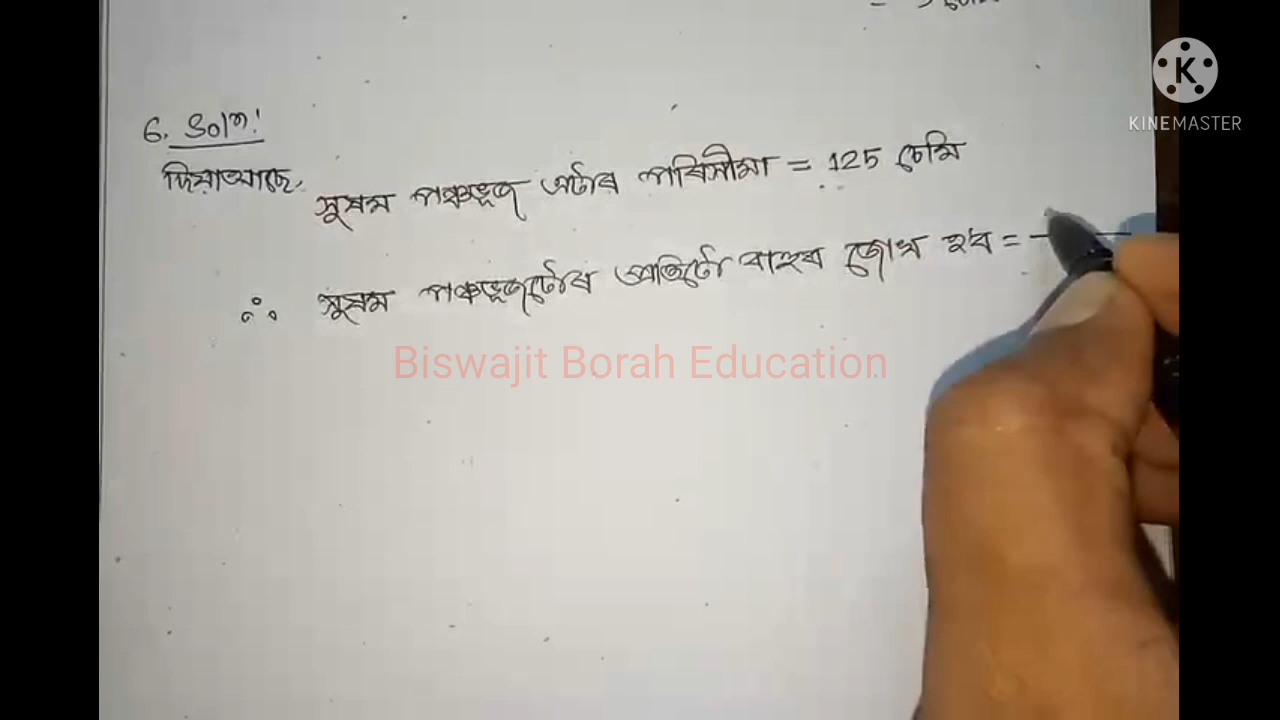 KINEMASTER
6. Solⁿ:
দিয়া আছে,
সুষম পঞ্চভুজ এটাৰ পৰিসীমা = 125 চেমি
∴ সুষম পঞ্চভুজটোৰ প্ৰতিটো বাহুৰ জোখ হ'ব =
Biswajit Borah Education